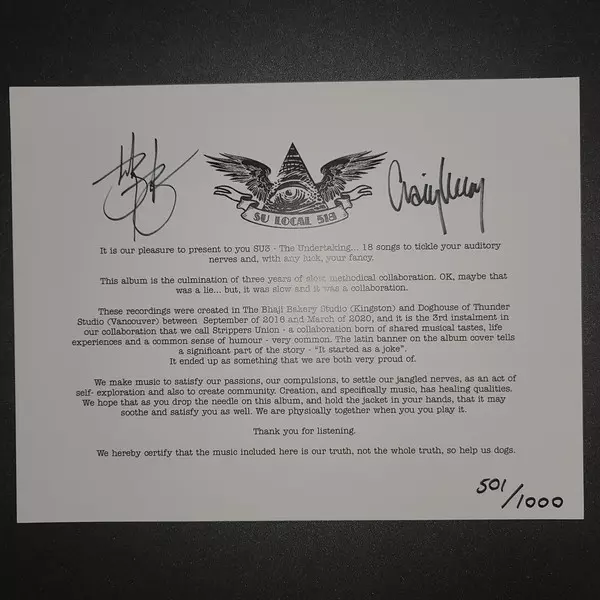 SU LOCAL 518
It is our pleasure to present to you SU3 - The Undertaking... 18 songs to tickle your auditory
nerves and, with any luck, your fancy.
This album is the culmination of three years of slow methodical collaboration. OK, maybe that
was a lie... but, it was slow and it was a collaboration.
These recordings were created in The Bhaji Bakery Studio (Kingston) and Doghouse of Thunder
Studio (Vancouver) between September of 2018 and March of 2020, and it is the 3rd instalment in
our collaboration that we call Strippers Union - a collaboration born of shared musical tastes, life
experiences and a common sense of humour - very common. The latin banner on the album cover tells
a significant part of the story - "It started as a joke".
It ended up as something that we are both very proud of.
We make music to satisfy our passions, our compulsions, to settle our jangled nerves, as an act of
self- exploration and also to create community. Creation, and specifically music, has healing qualities.
We hope that as you drop the needle on this album, and hold the jacket in your hands, that it may
soothe and satisfy you as well. We are physically together when you you play it.
Thank you for listening.
We hereby certify that the music included here is our truth, not the whole truth, so help us dogs.
501/1000